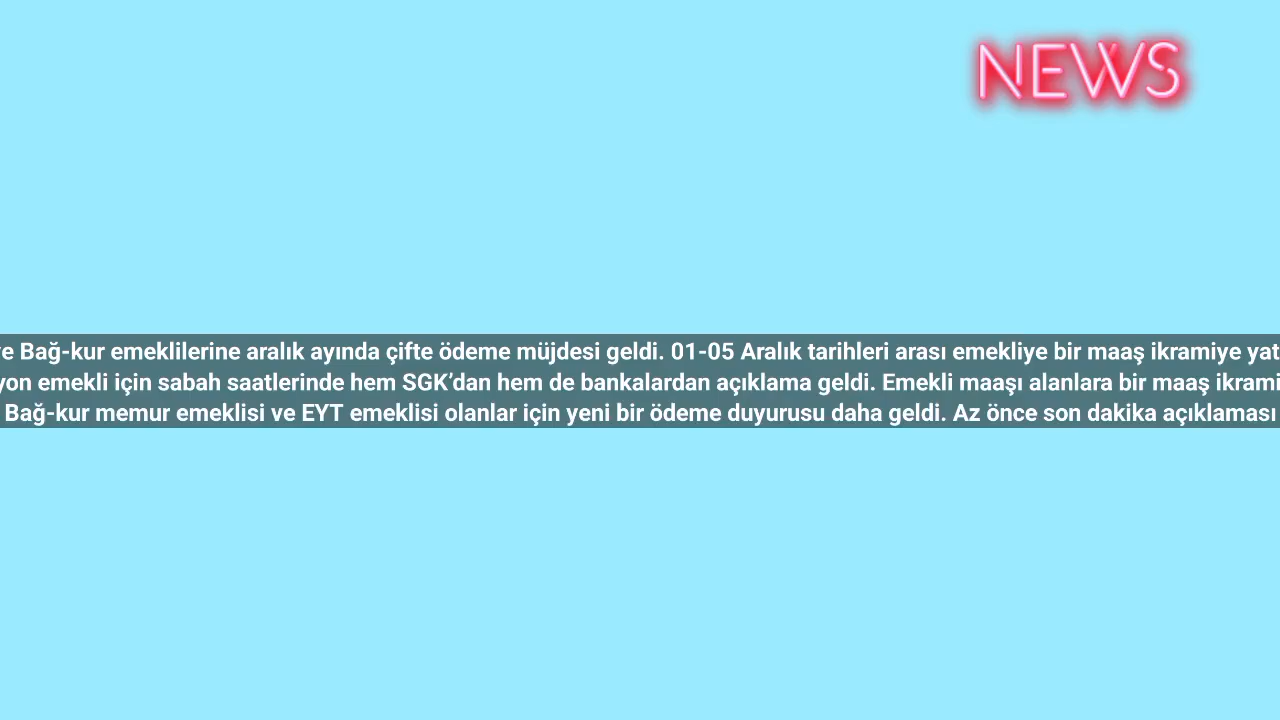 NEWS
Bağ-kur emeklilerine aralık ayında çifte ödeme müjdesi geldi. 01-05 Aralık tarihleri arası emekliye bir maaş ikramiye
emekli için sabah saatlerinde hem SGK’dan hem de bankalardan açıklama geldi. Emekli maaşı alanlara bir maaş
Bağ-kur memur emeklisi ve EYT emeklisi olanlar için yeni bir ödeme duyurusu daha geldi. Az önce son dakika açıklaması